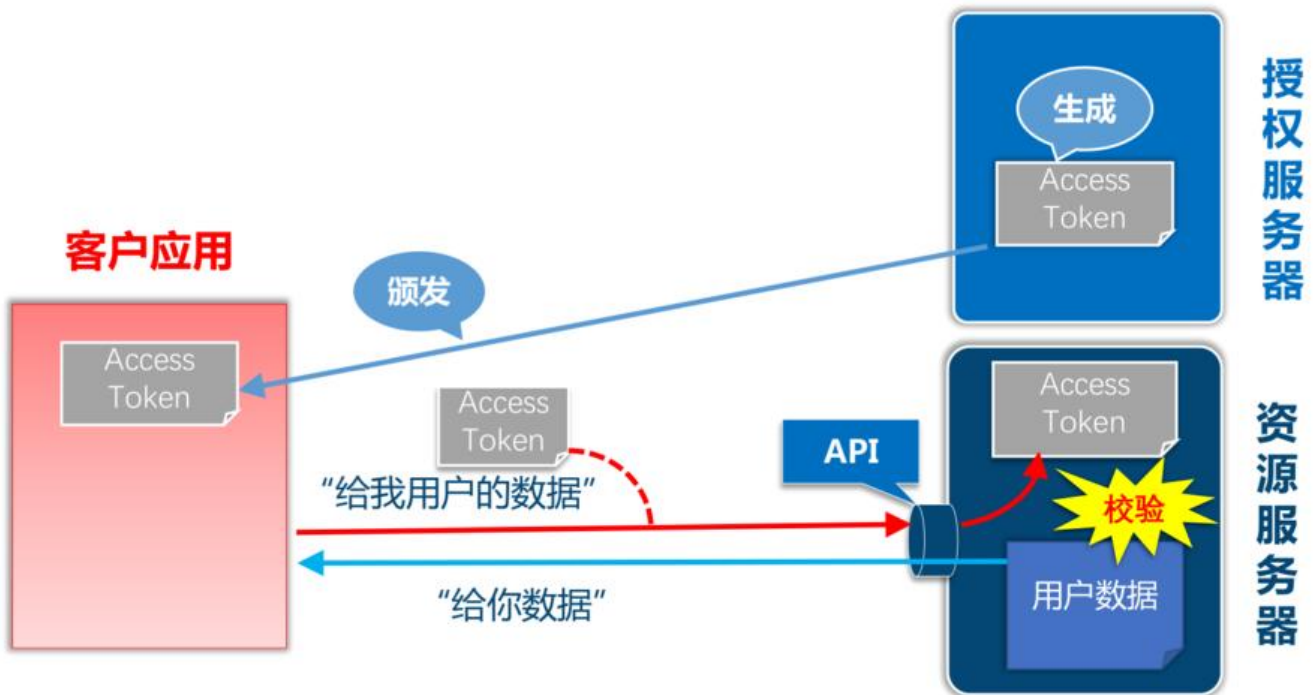 生成
Access
Token
授权服务器
客户应用
颁发
Access
Token
Access
Token
“给我用户的数据”
API
Access
Token
校验
用户数据
资源服务器
“给你数据”